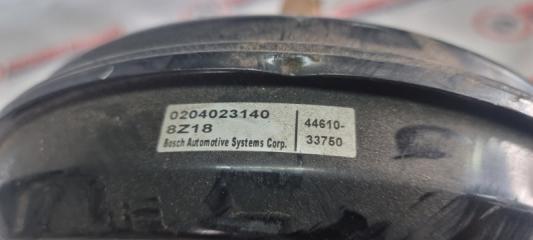 0204023140
8Z18
Bosch Automotive Systems Corp.
44610-
33750